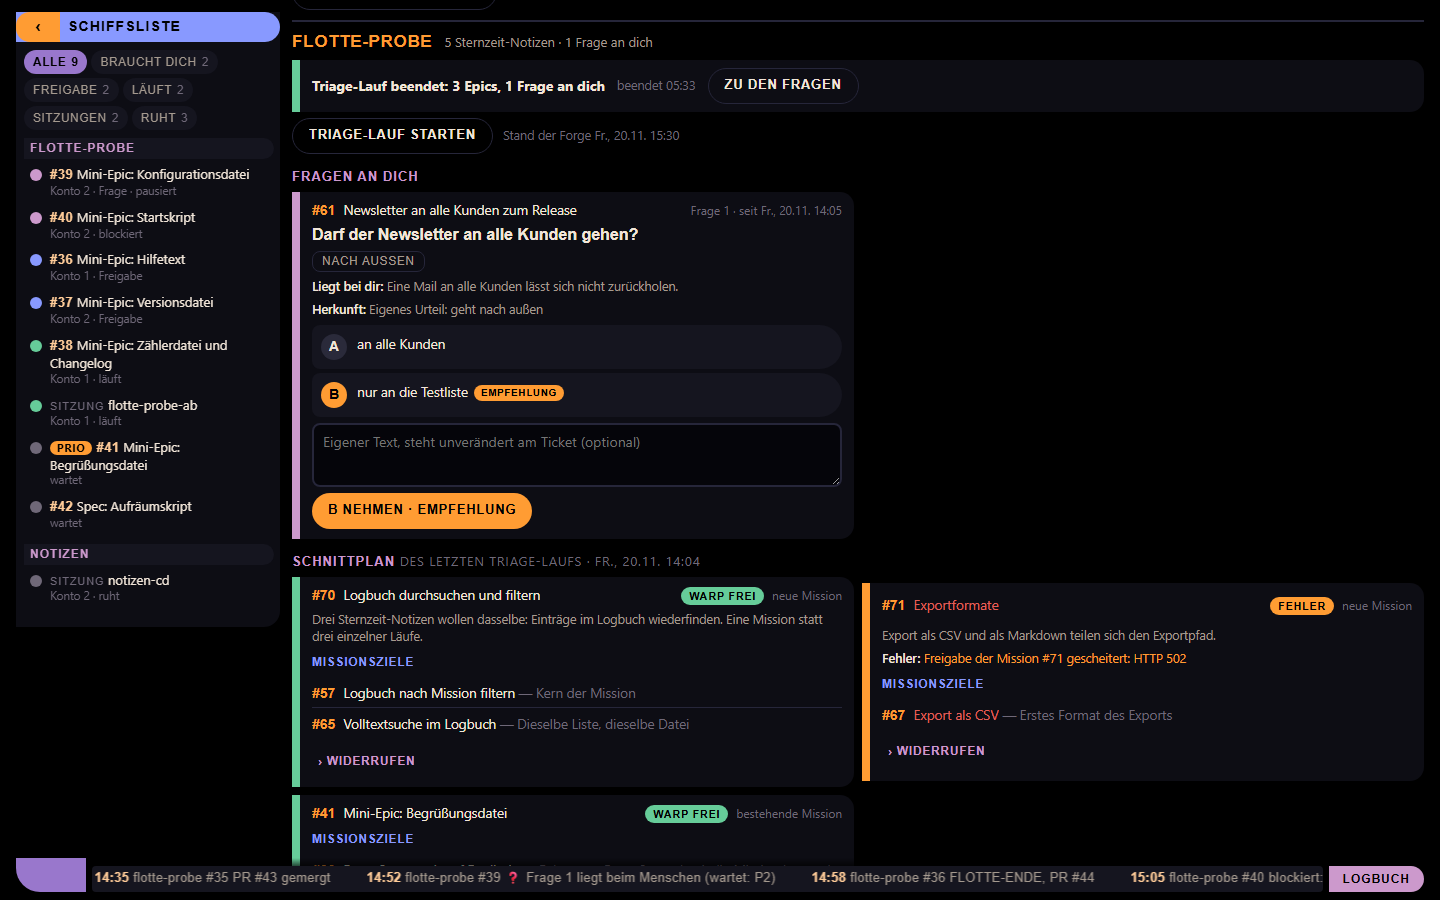 ‹ SCHIFFSLISTE
ALLE 9 BRAUCHT DICH 2
FREIGABE 2 LÄUFT 2
SITZUNGEN 2 RUHT 3
FLOTTE-PROBE
#39 Mini-Epic: Konfigurationsdatei
Konto 2 · Frage · pausiert
#40 Mini-Epic: Startskript
Konto 2 · blockiert
#36 Mini-Epic: Hilfetext
Konto 1 · Freigabe
#37 Mini-Epic: Versionsdatei
Konto 2 · Freigabe
#38 Mini-Epic: Zählerdatei und
Changelog
Konto 1 · läuft
SITZUNG flotte-probe-ab
Konto 1 · läuft
PRIO #41 Mini-Epic:
Begrüßungsdatei
wartet
#42 Spec: Aufräumskript
wartet
NOTIZEN
SITZUNG notizen-cd
Konto 2 · ruht
FLOTTE-PROBE 5 Sternzeit-Notizen · 1 Frage an dich
Triage-Lauf beendet: 3 Epics, 1 Frage an dich beendet 05:33 ZU DEN FRAGEN
TRIAGE-LAUF STARTEN Stand der Forge Fr., 20.11. 15:30
FRAGEN AN DICH
#61 Newsletter an alle Kunden zum Release Frage 1 · seit Fr., 20.11. 14:05
Darf der Newsletter an alle Kunden gehen?
NACH AUSSEN
Liegt bei dir: Eine Mail an alle Kunden lässt sich nicht zurückholen.
Herkunft: Eigenes Urteil: geht nach außen
A an alle Kunden
B nur an die Testliste EMPFEHLUNG
Eigener Text, steht unverändert am Ticket (optional)
B NEHMEN · EMPFEHLUNG
SCHNITTPLAN DES LETZTEN TRIAGE-LAUFS · FR., 20.11. 14:04
#70 Logbuch durchsuchen und filtern WARP FREI neue Mission
Drei Sternzeit-Notizen wollen dasselbe: Einträge im Logbuch wiederfinden. Eine Mission statt
drei einzelner Läufe.
MISSIONSZIELE
#57 Logbuch nach Mission filtern — Kern der Mission
#65 Volltextsuche im Logbuch — Dieselbe Liste, dieselbe Datei
› WIDERRUFEN
#71 Exportformate FEHLER neue Mission
Export als CSV und als Markdown teilen sich den Exportpfad.
Fehler: Freigabe der Mission #71 gescheitert: HTTP 502
MISSIONSZIELE
#67 Export als CSV — Erstes Format des Exports
› WIDERRUFEN
#41 Mini-Epic: Begrüßungsdatei WARP FREI bestehende Mission
MISSIONSZIELE
14:35 flotte-probe #35 PR #43 gemergt 14:52 flotte-probe #39 ❓ Frage 1 liegt beim Menschen (wartet: P2) 14:58 flotte-probe #36 FLOTTE-ENDE, PR #44 15:05 flotte-probe #40 blockiert: LOGBUCH